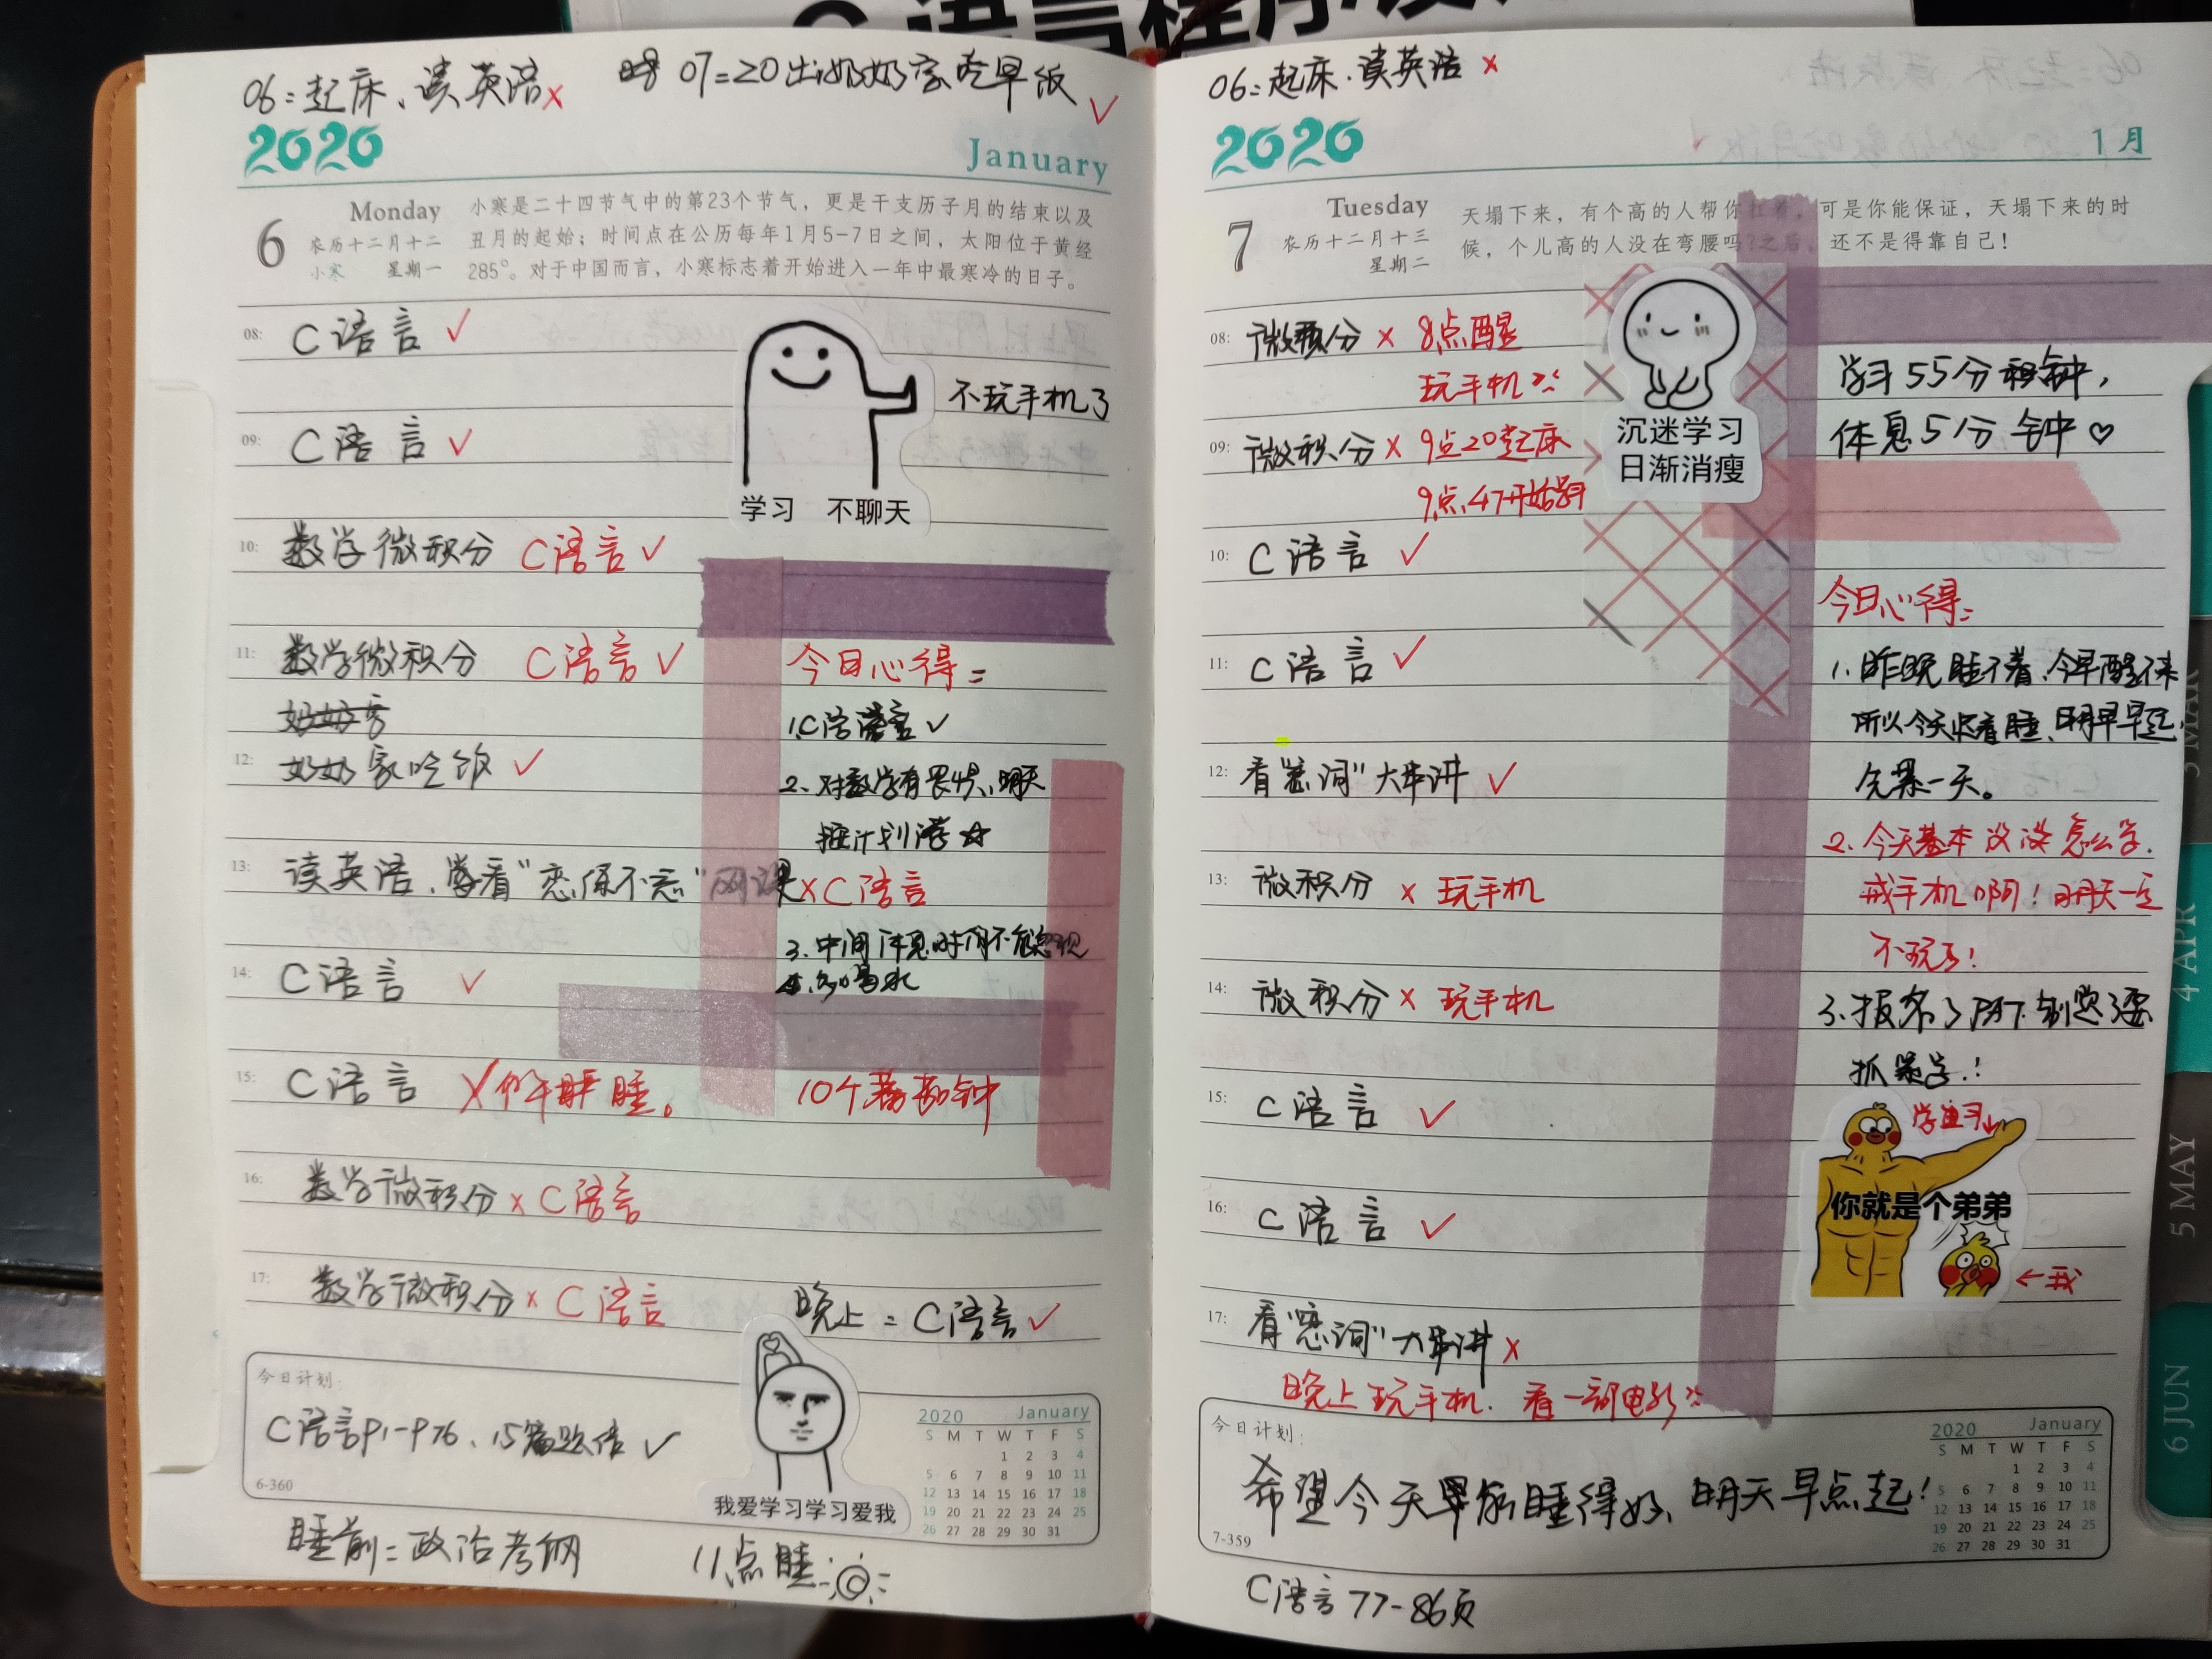 语言程序设
06:起床、读英语×
07:20 出奶奶家吃早饭 ✓
2020
January
6
Monday
农历十二月十二
小寒 星期一
小寒是二十四节气中的第23个节气，更是干支历子月的结束以及
丑月的起始；时间点在公历每年1月5-7日之间，太阳位于黄经
285°。对于中国而言，小寒标志着开始进入一年中最寒冷的日子。
08: C语言 ✓
不玩手机了
09: C语言 ✓
学习 不聊天
10: 数学微积分 C语言 ✓
11: 数学微积分 C语言 ✓
今日心得:
1.C语言 ✓
12: 奶奶家吃饭 ✓
2.对数学有畏惧,明天
按计划学 ☆
13: 读英语、看“恋你不忘”网课 × C语言
3.中间休息时间不能忽视
4.多喝水
14: C语言 ✓
15: C语言 × 午睡。
10个番茄钟
16: 数学微积分 × C语言
17: 数学微积分 × C语言
晚上: C语言 ✓
今日计划:
C语言P1-P76、15篇 ✓
我爱学习学习爱我
6-360
2020 January
S M T W T F S
1 2 3 4
5 6 7 8 9 10 11
12 13 14 15 16 17 18
19 20 21 22 23 24 25
26 27 28 29 30 31
睡前:政治考纲
11点睡
06:起床.读英语 ×
2020
1月
7
Tuesday
农历十二月十三
星期二
天塌下来，有个高的人帮你扛着，可是你能保证，天塌下来的时
候，个儿高的人没在弯腰吗？之后，还不是得靠自己！
08: 微积分 × 8点醒
玩手机
学习55分钟,
休息5分钟♡
09: 微积分 × 9点20起床
9点47开始学习
沉迷学习
日渐消瘦
10: C语言 ✓
今日心得:
11: C语言 ✓
1.昨晚睡不着,今早醒不来
所以今天早睡、明早早起,
12: 看“恋词”大串讲 ✓
2.今天基本没怎么学.
13: 微积分 × 玩手机
戒手机啊!明天一定
不玩了!
14: 微积分 × 玩手机
3.报名了PAT
抓紧学!
15: C语言 ✓
学习
你就是个弟弟
16: C语言 ✓
←我
17: 看“恋词”大串讲 ×
晚上玩手机.看一部电影
今日计划:
希望今天早点睡得好、明天早点起!
7-359
2020 January
S M T W T F S
1 2 3 4
5 6 7 8 9 10 11
12 13 14 15 16 17 18
19 20 21 22 23 24 25
26 27 28 29 30 31
C语言77-86页
3 MAR
4 APR
5 MAY
6 JUN